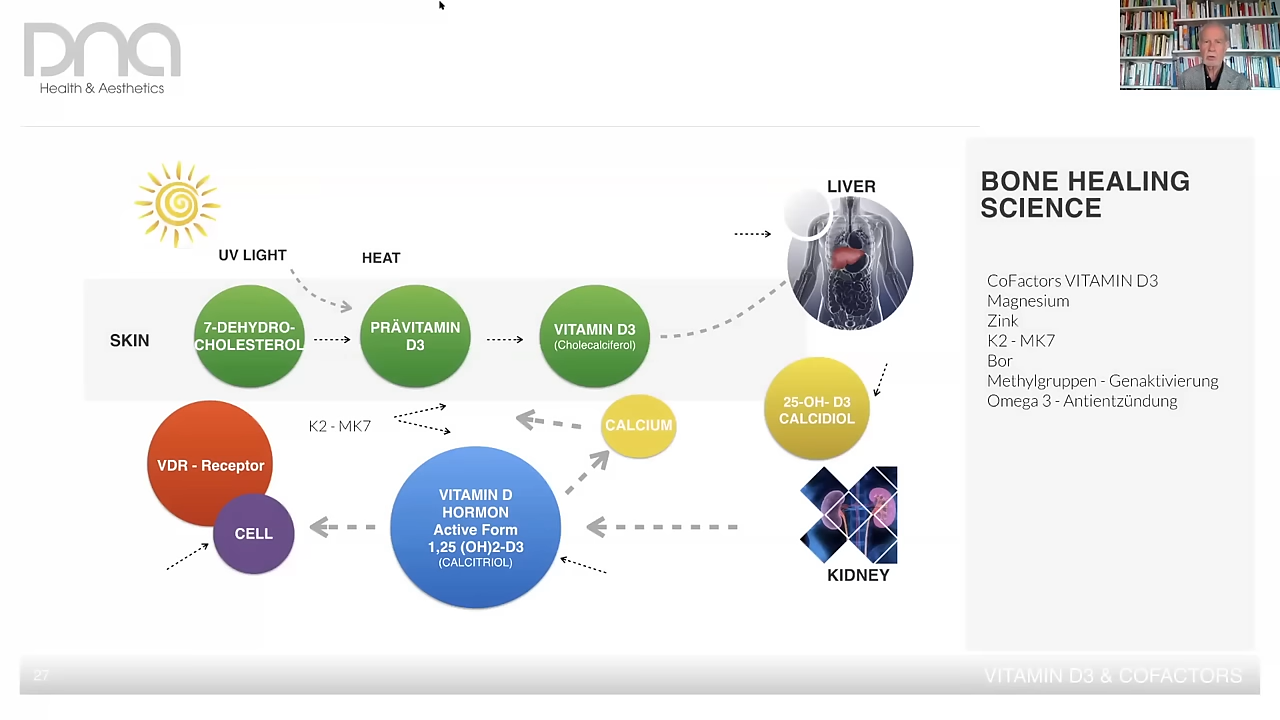 DNA
Health & Aesthetics
LIVER
BONE HEALING
SCIENCE
UV LIGHT
HEAT
CoFactors VITAMIN D3
Magnesium
Zink
K2 - MK7
Bor
Methylgruppen - Genaktivierung
Omega 3 - Antientzündung
SKIN
7-DEHYDRO-
CHOLESTEROL
PRÄVITAMIN
D3
VITAMIN D3
(Cholecalciferol)
25-OH- D3
CALCIDIOL
K2 - MK7
CALCIUM
VDR - Receptor
CELL
VITAMIN D
HORMON
Active Form
1,25 (OH)2-D3
(CALCITRIOL)
KIDNEY
27
VITAMIN D3 & COFACTORS